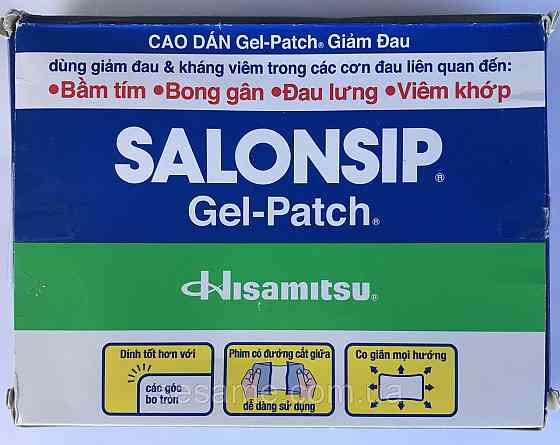 CAO DÁN Gel-Patch® Giảm Đau
dùng giảm đau & kháng viêm trong các cơn đau liên quan đến:
•Bầm tím •Bong gân •Đau lưng •Viêm khớp
SALONSIP®
Gel-Patch®
Hisamitsu®
Dính tốt hơn với
các góc
bo tròn
Phim có đường cắt giữa
dễ dàng sử dụng
Co giãn mọi hướng